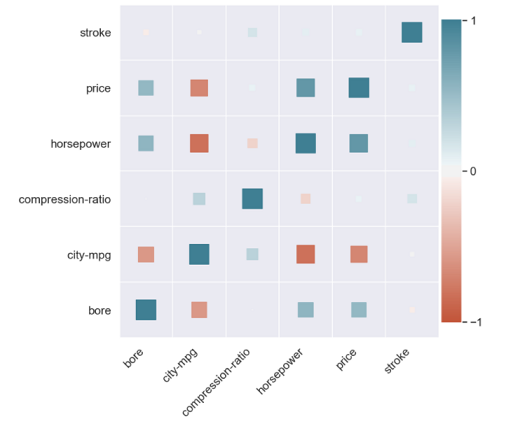 stroke
price
horsepower
compression-ratio
city-mpg
bore
1
0
−1
bore
city-mpg
compression-ratio
horsepower
price
stroke